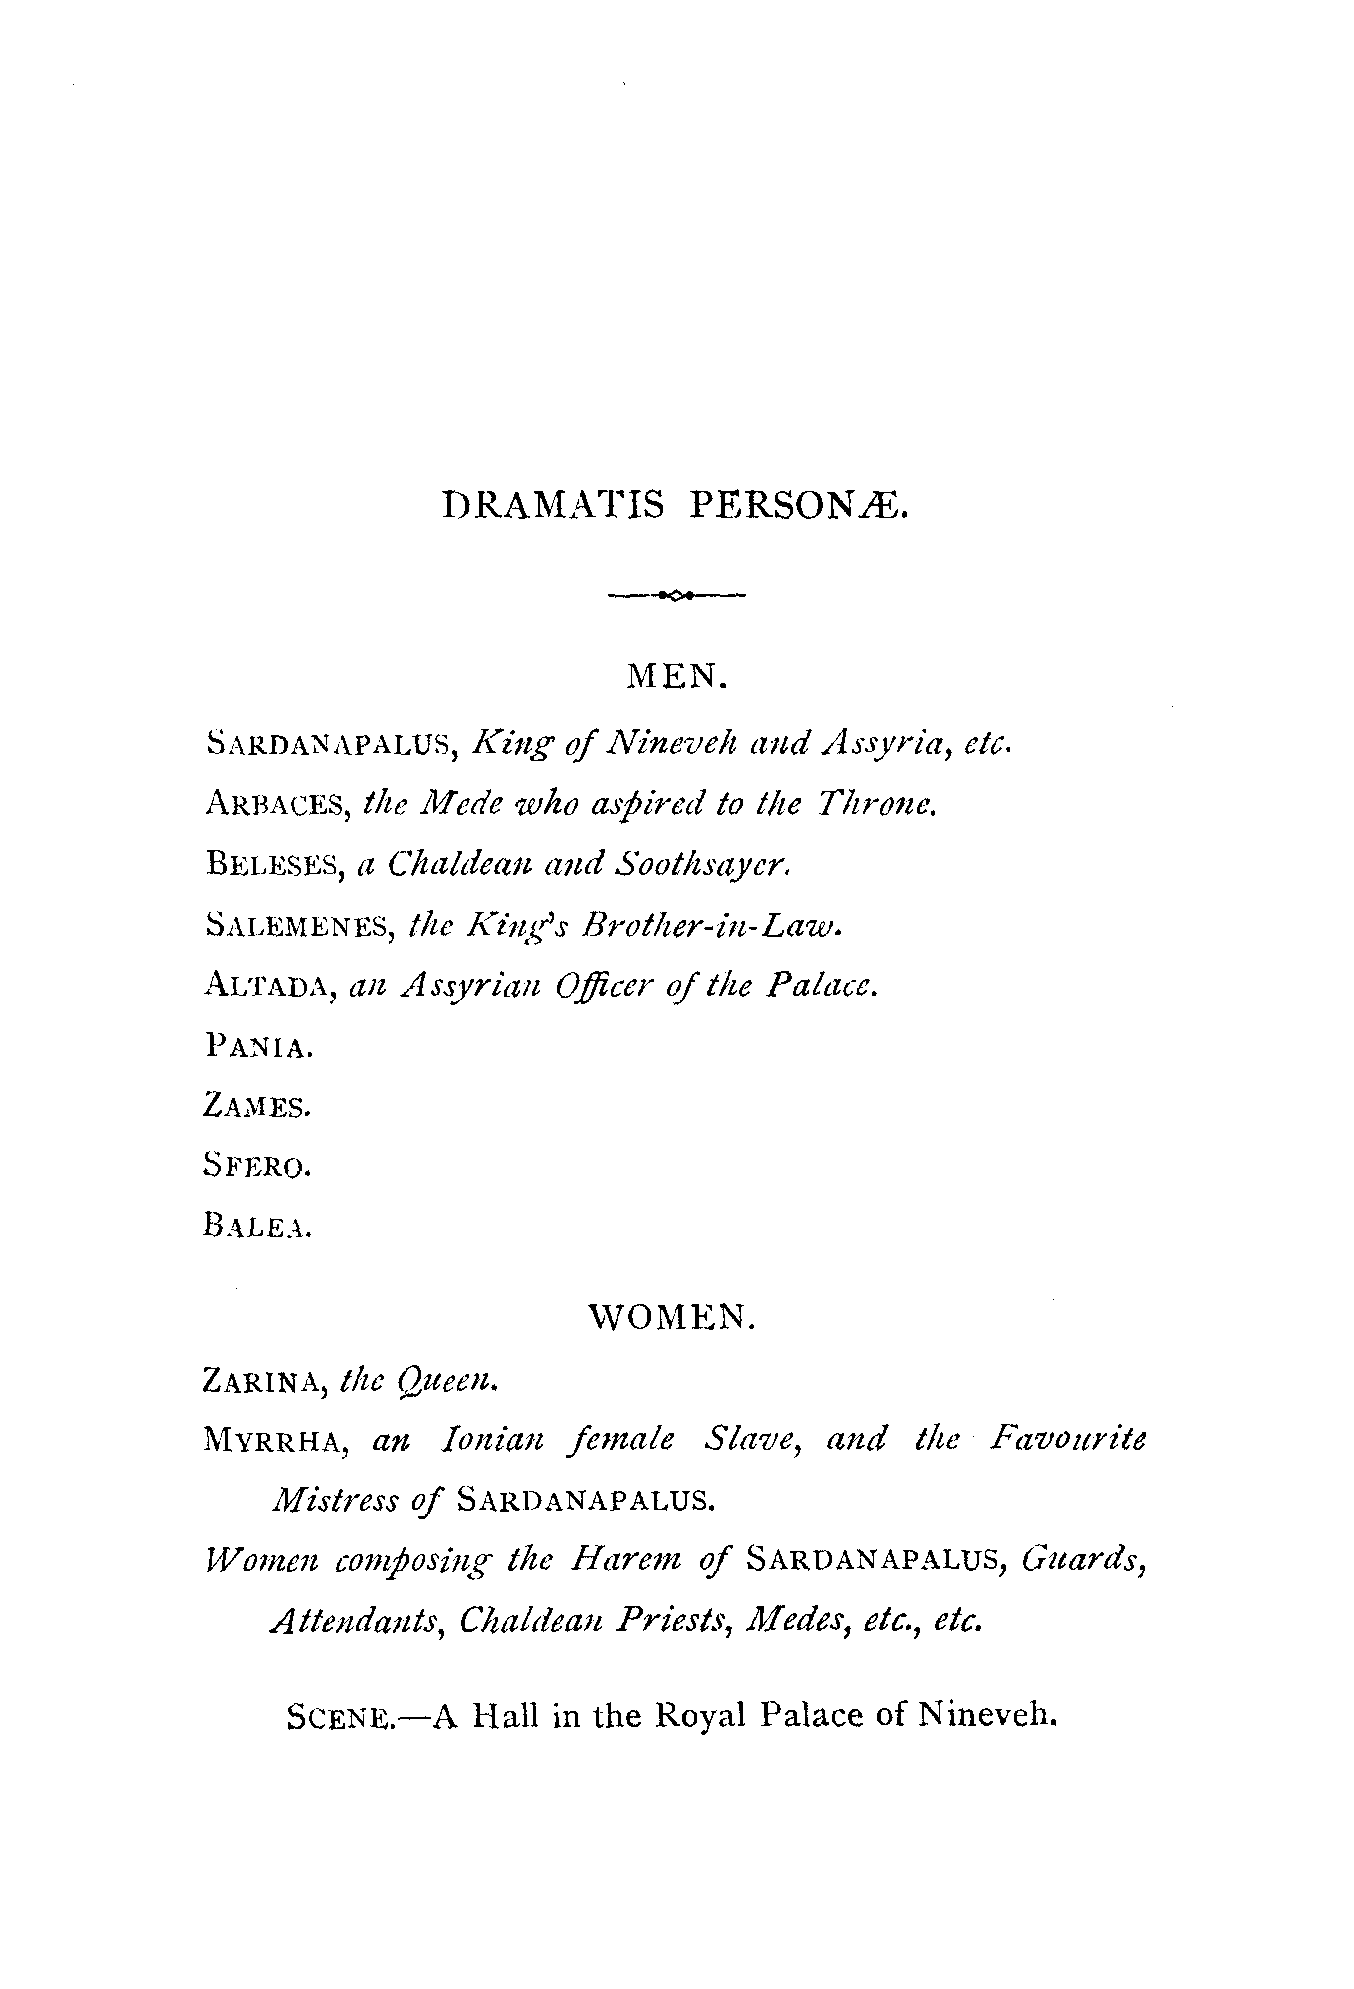 DRAMATIS PERSONÆ.
MEN.
SARDANAPALUS, King of Nineveh and Assyria, etc.
ARBACES, the Mede who aspired to the Throne.
BELESES, a Chaldean and Soothsayer.
SALEMENES, the King's Brother-in-Law.
ALTADA, an Assyrian Officer of the Palace.
PANIA.
ZAMES.
SFERO.
BALEA.
WOMEN.
ZARINA, the Queen.
MYRRHA, an Ionian female Slave, and the Favourite
Mistress of SARDANAPALUS.
Women composing the Harem of SARDANAPALUS, Guards,
Attendants, Chaldean Priests, Medes, etc., etc.
SCENE.—A Hall in the Royal Palace of Nineveh.